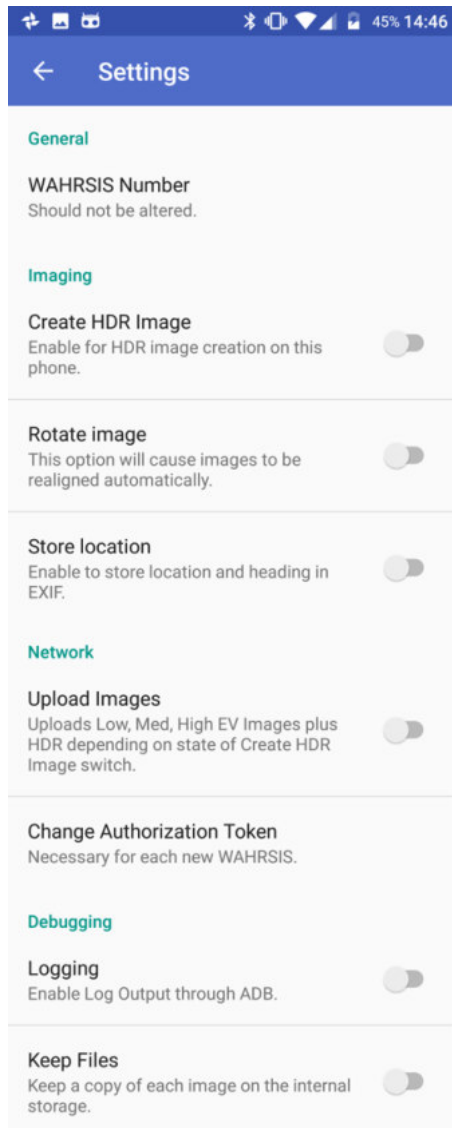 45% 14:46
Settings
General
WAHRSIS Number
Should not be altered.
Imaging
Create HDR Image
Enable for HDR image creation on this
phone.
Rotate image
This option will cause images to be
realigned automatically.
Store location
Enable to store location and heading in
EXIF.
Network
Upload Images
Uploads Low, Med, High EV Images plus
HDR depending on state of Create HDR
Image switch.
Change Authorization Token
Necessary for each new WAHRSIS.
Debugging
Logging
Enable Log Output through ADB.
Keep Files
Keep a copy of each image on the internal
storage.